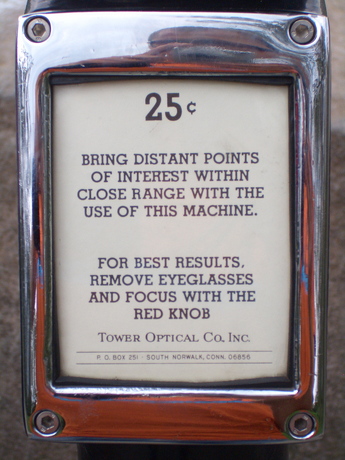 25¢
BRING DISTANT POINTS
OF INTEREST WITHIN
CLOSE RANGE WITH THE
USE OF THIS MACHINE.
FOR BEST RESULTS,
REMOVE EYEGLASSES
AND FOCUS WITH THE
RED KNOB
TOWER OPTICAL CO. INC.
P. O. BOX 251 - SOUTH NORWALK, CONN. 06856